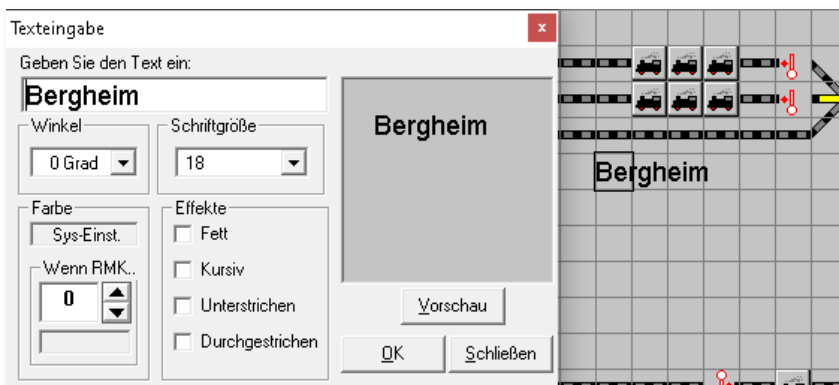 Texteingabe
x
Geben Sie den Text ein:
Bergheim
Winkel
0 Grad
Schriftgröße
18
Farbe
Sys-Einst.
Wenn RMK..
0
Effekte
Fett
Kursiv
Unterstrichen
Durchgestrichen
Bergheim
Vorschau
OK
Schließen
Bergheim